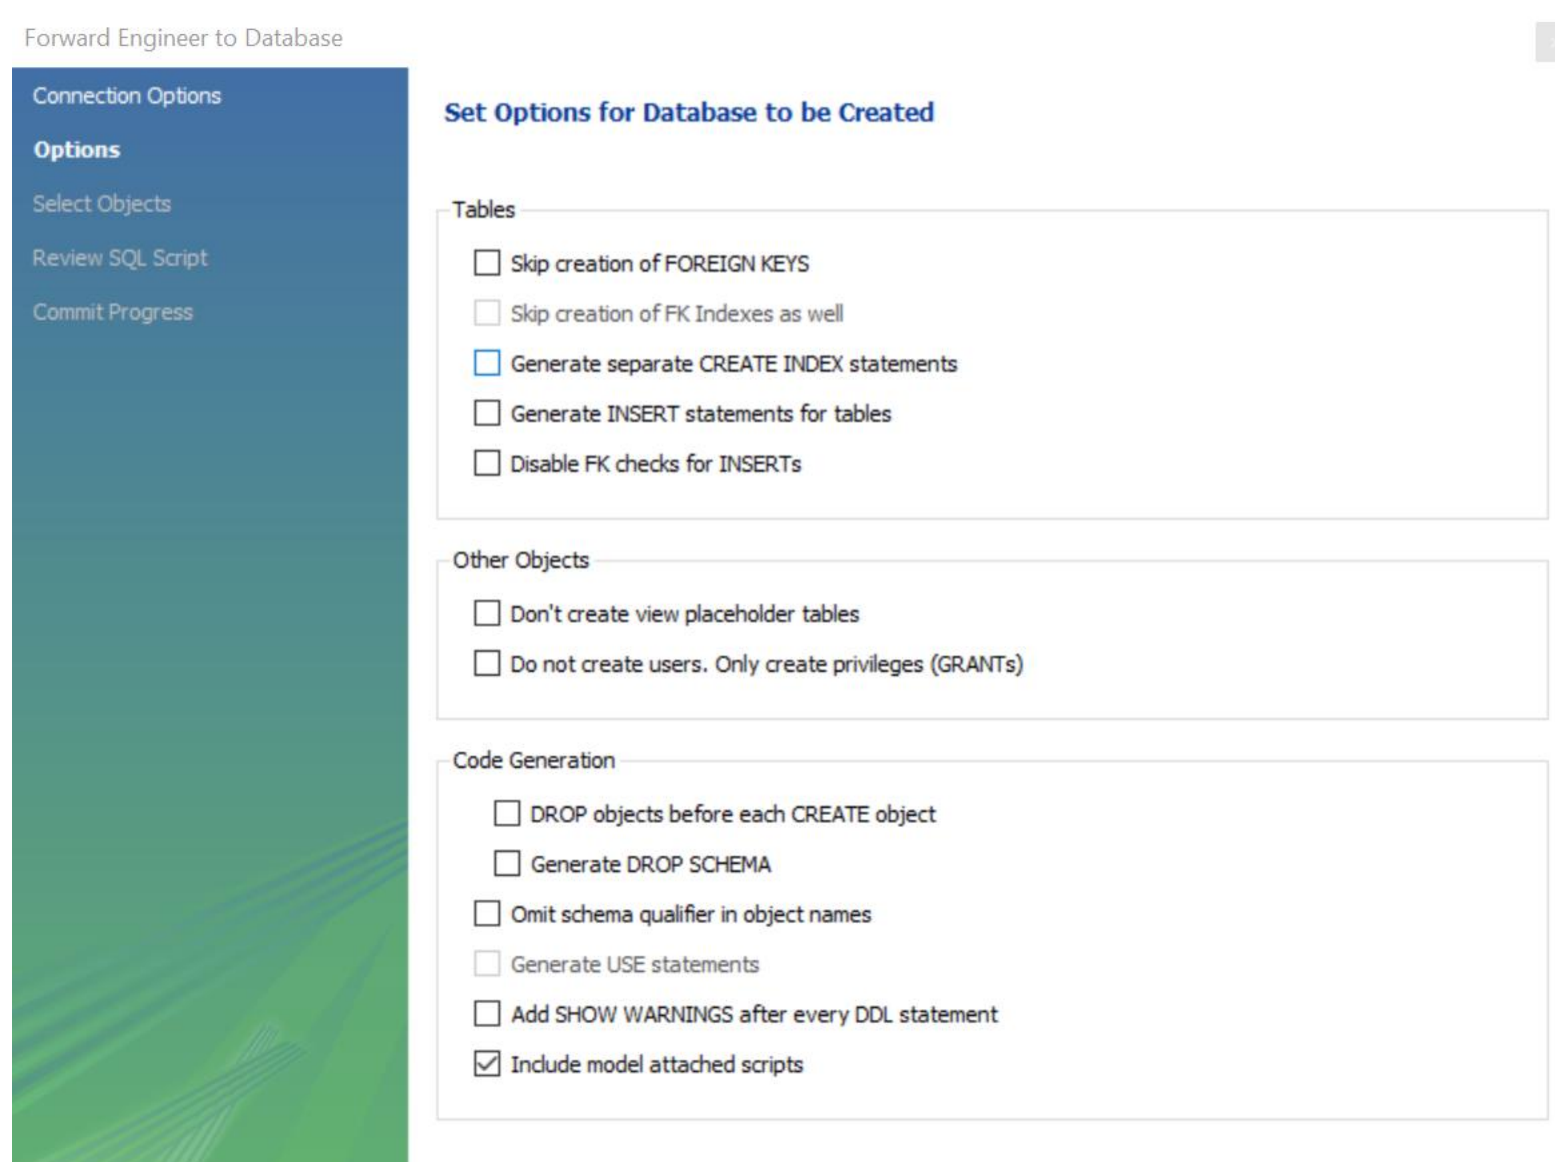 Forward Engineer to Database
Connection Options
Options
Select Objects
Review SQL Script
Commit Progress
Set Options for Database to be Created
Tables
Skip creation of FOREIGN KEYS
Skip creation of FK Indexes as well
Generate separate CREATE INDEX statements
Generate INSERT statements for tables
Disable FK checks for INSERTs
Other Objects
Don't create view placeholder tables
Do not create users. Only create privileges (GRANTs)
Code Generation
DROP objects before each CREATE object
Generate DROP SCHEMA
Omit schema qualifier in object names
Generate USE statements
Add SHOW WARNINGS after every DDL statement
Include model attached scripts